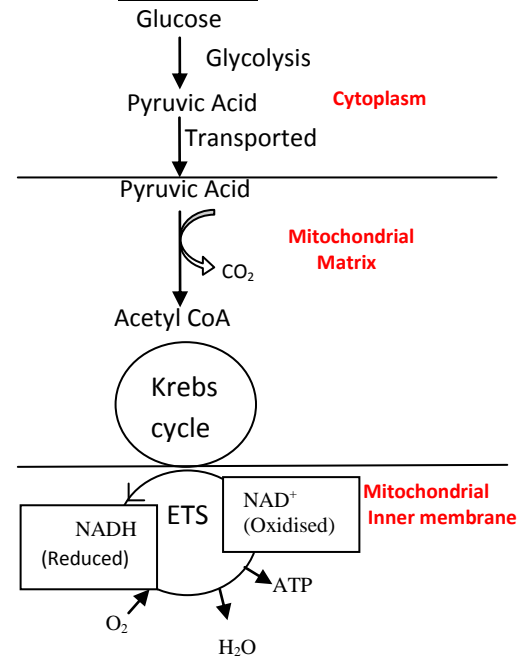 Glucose
Glycolysis
Pyruvic Acid
Cytoplasm
Transported
Pyruvic Acid
Mitochondrial
Matrix
CO₂
Acetyl CoA
Krebs
cycle
ETS
NAD⁺
(Oxidised)
Mitochondrial
Inner membrane
NADH
(Reduced)
ATP
O₂
H₂O